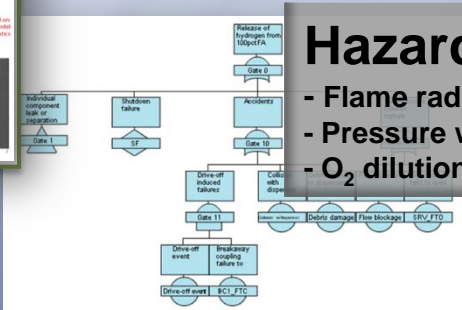 Release of
hydrogen from
100pctFA
Gate 0
Individual
component
leak or
separation
Gate 1
Shutdown
failure
SF
Accidents
Gate 10
Hazard
- Flame rad
- Pressure
- O2 dilution
Drive-off
induced
failures
Gate 11
with
Debris damage
Flow blockage
SRV_FTO
Drive-off
event
Drive-off event
Breakaway
coupling
failure to
BC1_FTC